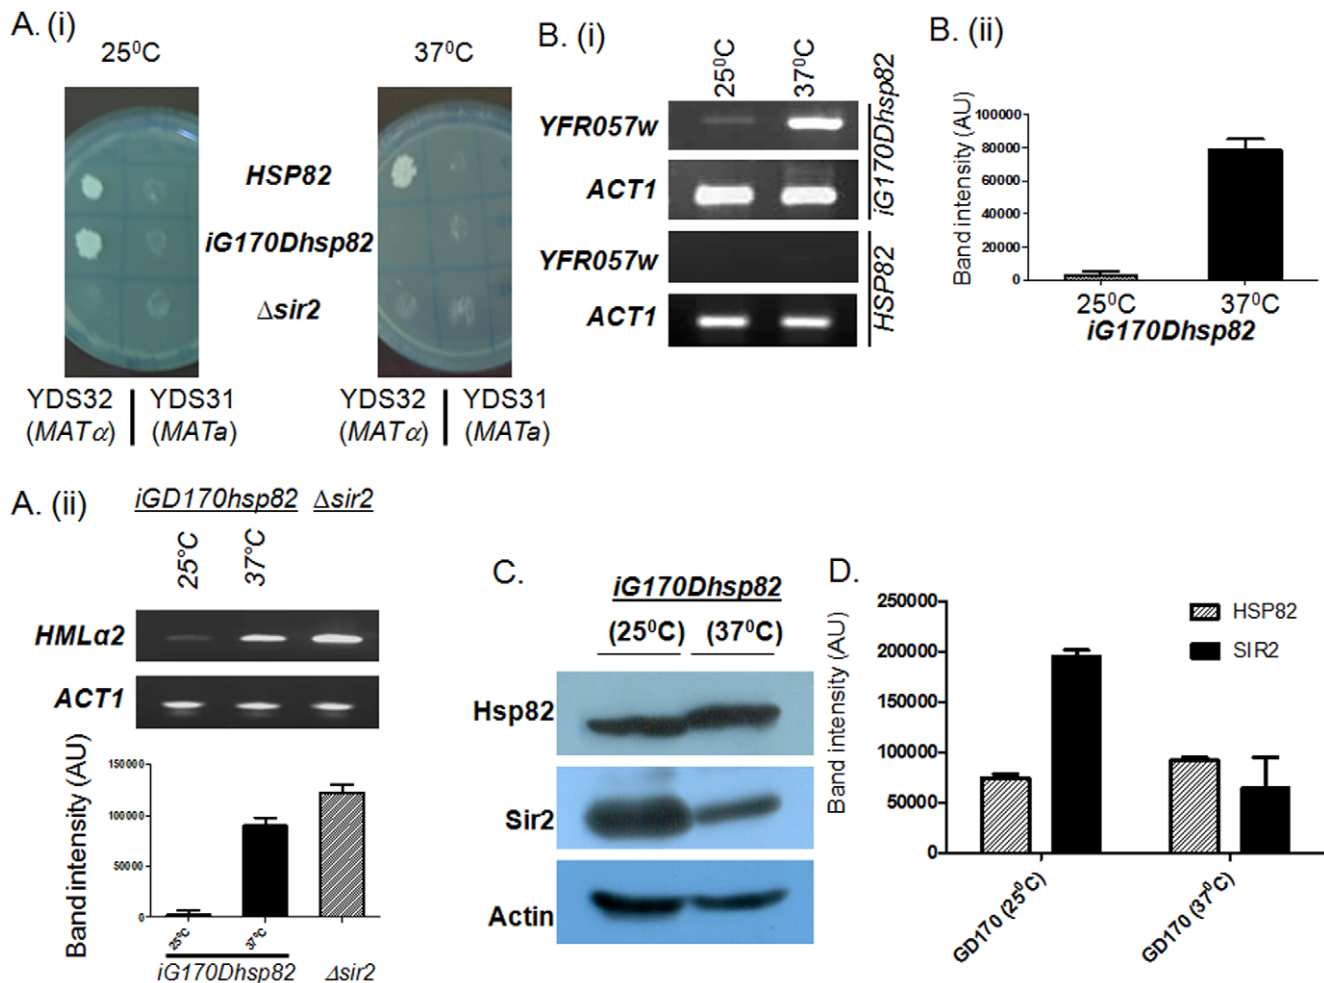 A. (i)
25⁰C
37⁰C
HSP82
iG170Dhsp82
Δsir2
YDS32
(MATα)
YDS31
(MATa)
YDS32
(MATα)
YDS31
(MATa)
B. (i)
25⁰C
37⁰C
YFR057w
ACT1
iG170Dhsp82
YFR057w
ACT1
HSP82
B. (ii)
Band intensity (AU)
100000
80000
60000
40000
20000
0
25°C
37°C
iG170Dhsp82
A. (ii)
iGD170hsp82
Δsir2
25°C
37°C
HMLα2
ACT1
Band intensity (AU)
150000
100000
50000
0
25°C
37°C
iG170Dhsp82
Δsir2
C.
iG170Dhsp82
(25⁰C)
(37⁰C)
Hsp82
Sir2
Actin
D.
Band intensity (AU)
250000
200000
150000
100000
50000
0
HSP82
SIR2
GD170 (25⁰C)
GD170 (37⁰C)